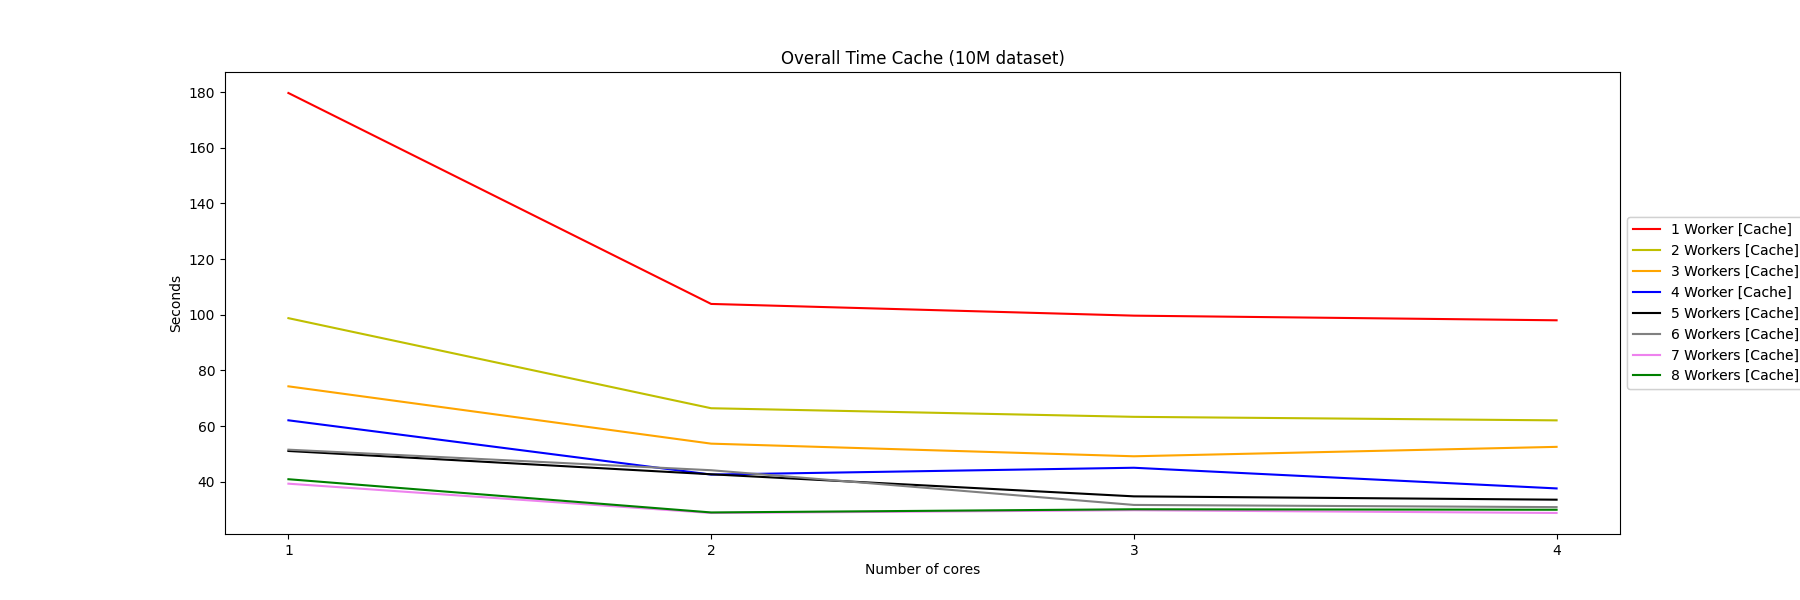 Overall Time Cache (10M dataset)
180
160
140
120
100
80
60
40
Seconds
1 2 3 4
Number of cores
1 Worker [Cache]
2 Workers [Cache]
3 Workers [Cache]
4 Worker [Cache]
5 Workers [Cache]
6 Workers [Cache]
7 Workers [Cache]
8 Workers [Cache]